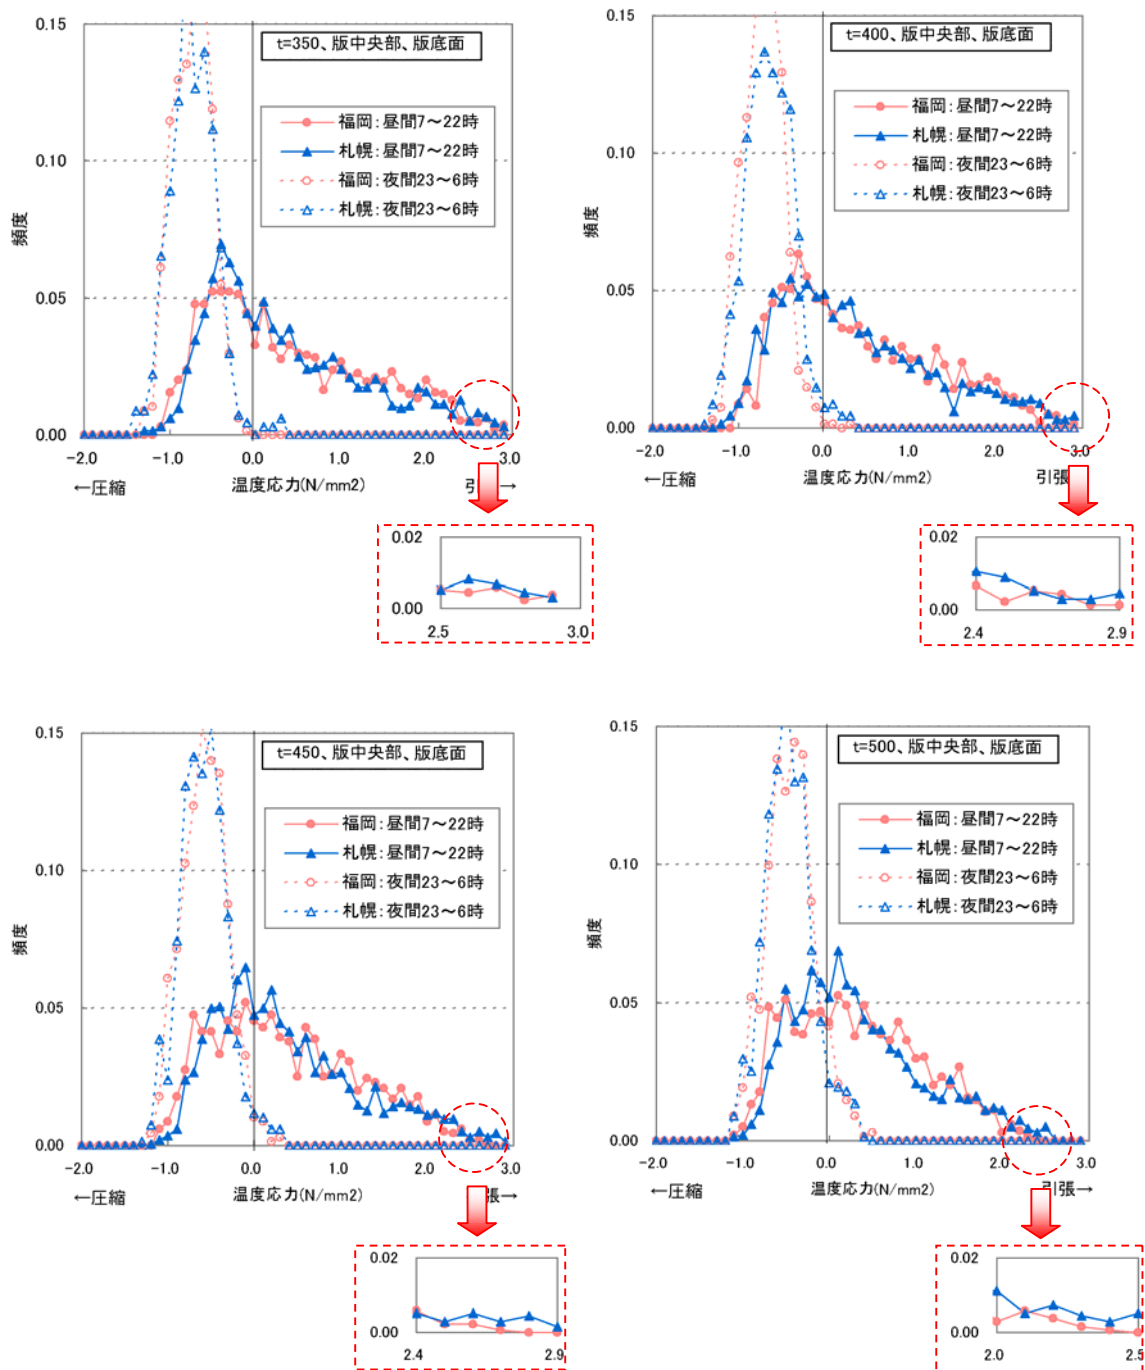 0.15
0.10
0.05
0.00
頻度
t=350、版中央部、版底面
福岡:昼間7～22時
札幌:昼間7～22時
福岡:夜間23～6時
札幌:夜間23～6時
-2.0 -1.0 0.0 1.0 2.0 3.0
←圧縮 温度応力(N/mm2) 引張→
0.02
0.00
2.5 3.0
0.15
0.10
0.05
0.00
頻度
t=400、版中央部、版底面
福岡:昼間7～22時
札幌:昼間7～22時
福岡:夜間23～6時
札幌:夜間23～6時
-2.0 -1.0 0.0 1.0 2.0 3.0
←圧縮 温度応力(N/mm2) 引張→
0.02
0.00
2.4 2.9
0.15
0.10
0.05
0.00
頻度
t=450、版中央部、版底面
福岡:昼間7～22時
札幌:昼間7～22時
福岡:夜間23～6時
札幌:夜間23～6時
-2.0 -1.0 0.0 1.0 2.0 3.0
←圧縮 温度応力(N/mm2) 張→
0.02
0.00
2.4 2.9
0.15
0.10
0.05
0.00
頻度
t=500、版中央部、版底面
福岡:昼間7～22時
札幌:昼間7～22時
福岡:夜間23～6時
札幌:夜間23～6時
-2.0 -1.0 0.0 1.0 2.0 3.0
←圧縮 温度応力(N/mm2) 引張→
0.02
0.00
2.0 2.5